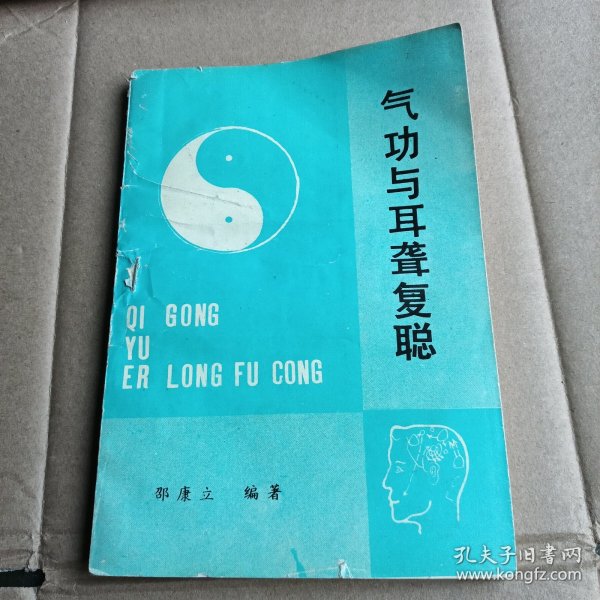 气功与耳聋复聪
QI GONG
YU
ER LONG FU CONG
邵康立 编著
孔夫子旧书网
www.kongfz.com